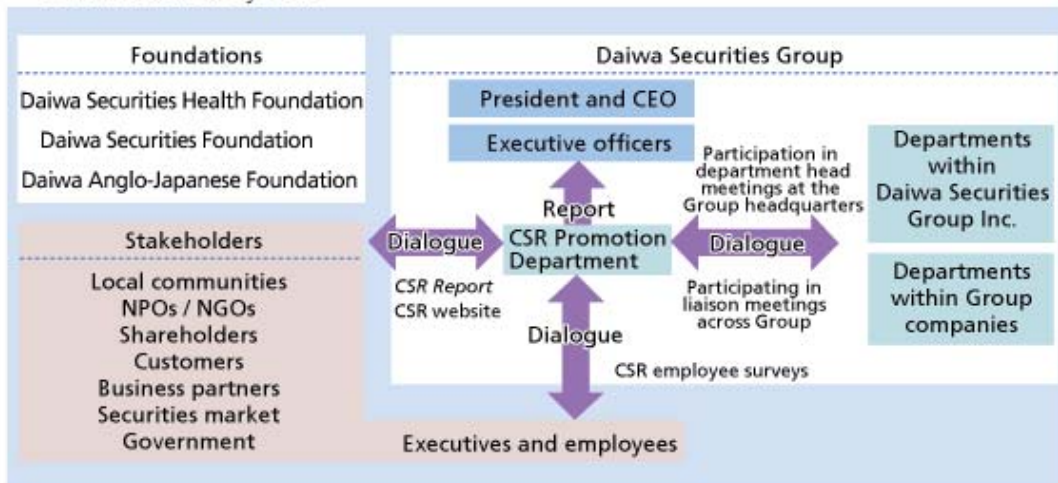 Foundations
Daiwa Securities Health Foundation
Daiwa Securities Foundation
Daiwa Anglo-Japanese Foundation
Stakeholders
Local communities
NPOs / NGOs
Shareholders
Customers
Business partners
Securities market
Government
Executives and employees
Daiwa Securities Group
President and CEO
Executive officers
Report
CSR Promotion
Department
Dialogue
CSR Report
CSR website
Dialogue
CSR employee surveys
Participation in
department head
meetings at the
Group headquarters
Dialogue
Participating in
liaison meetings
across Group
Departments
within
Daiwa Securities
Group Inc.
Departments
within Group
companies